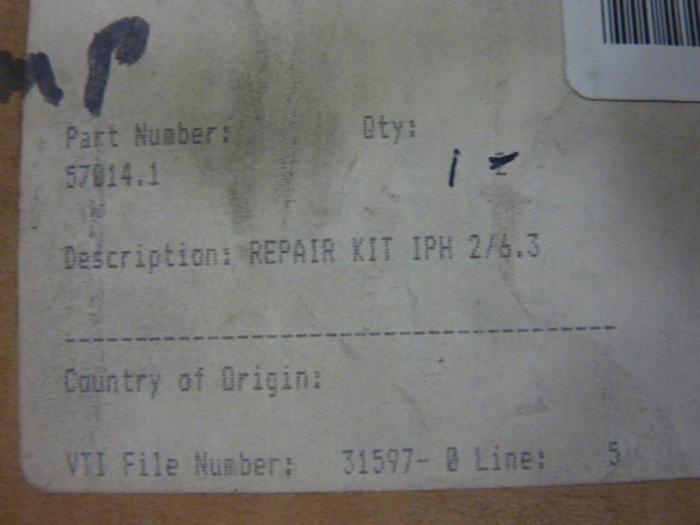 mp
Part Number: Qty:
57014.1 1 2
Description: REPAIR KIT IPH 2/6.3
Country of Origin:
VTI File Number: 31597- 0 Line: 5